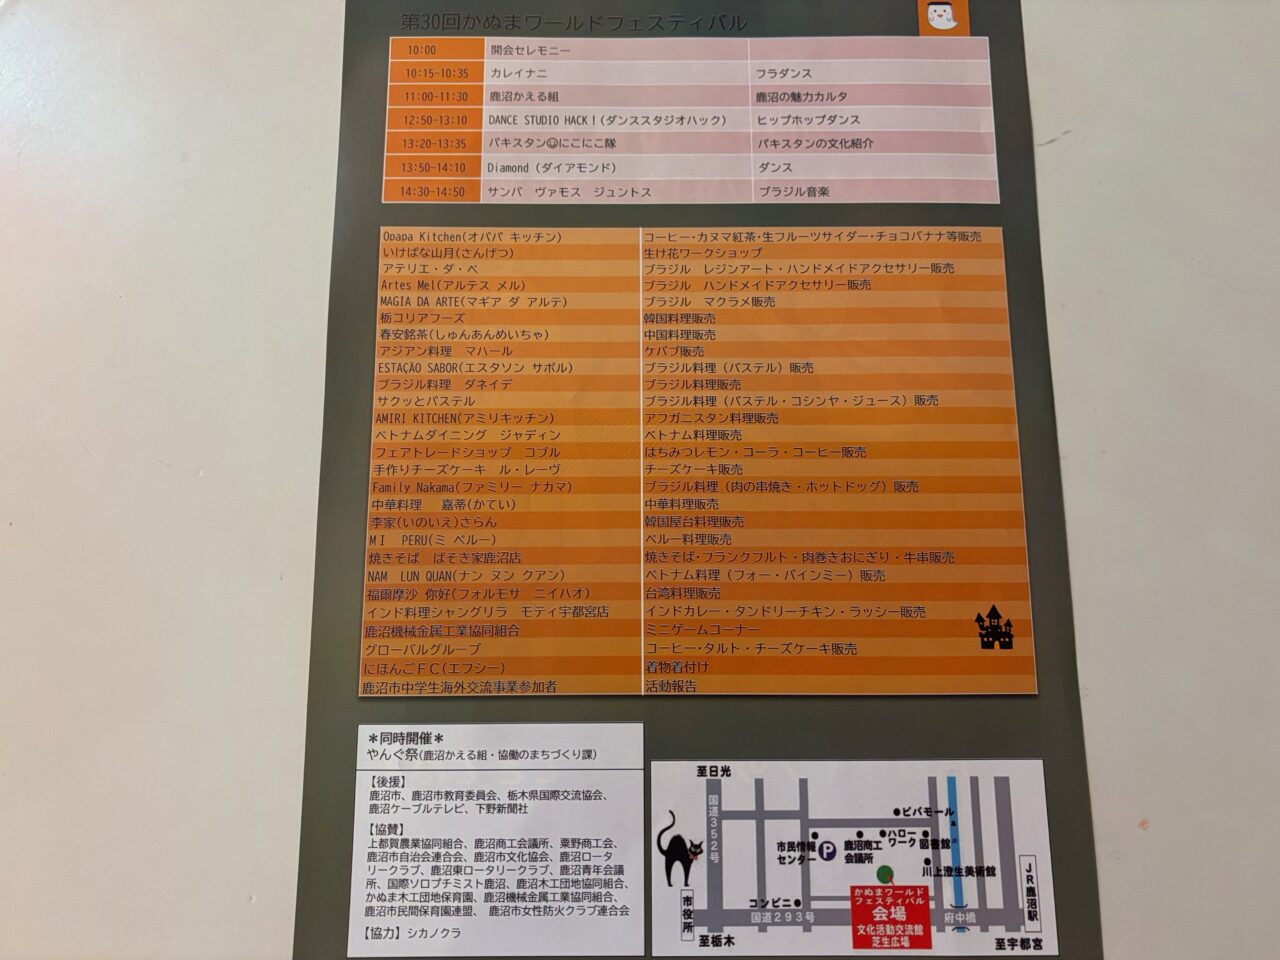 第30回かぬまワールドフェスティバル
10:00 開会セレモニー
10:15-10:35 カレイナニ フラダンス
11:00-11:30 鹿沼かえる組 鹿沼の魅力カルタ
12:50-13:10 DANCE STUDIO HACK！(ダンススタジオハック) ヒップホップダンス
13:20-13:35 パキスタン☺にこにこ隊 パキスタンの文化紹介
13:50-14:10 Diamond (ダイアモンド) ダンス
14:30-14:50 サンバ ヴァモス ジュントス ブラジル音楽
Opapa Kitchen(オパパ キッチン) コーヒー･カヌマ紅茶･生フルーツサイダー･チョコバナナ等販売
いけばな山月(さんげつ) 生け花ワークショップ
アテリエ・ダ・ベ ブラジル レジンアート・ハンドメイドアクセサリー販売
Artes Mel(アルテス メル) ブラジル ハンドメイドアクセサリー販売
MAGIA DA ARTE(マギア ダ アルテ) ブラジル マクラメ販売
栃コリアフーズ 韓国料理販売
春安銘茶(しゅんあんめいちゃ) 中国料理販売
アジアン料理 マハール ケバブ販売
ESTAÇÃO SABOR(エスタソン サボル) ブラジル料理（パステル）販売
ブラジル料理 ダネイデ ブラジル料理販売
サクッとパステル ブラジル料理（パステル・コシンヤ・ジュース）販売
AMIRI KITCHEN(アミリキッチン) アフガニスタン料理販売
ベトナムダイニング ジャディン ベトナム料理販売
フェアトレードショップ コブル はちみつレモン・コーラ・コーヒー販売
手作りチーズケーキ ル・レーヴ チーズケーキ販売
Family Nakama(ファミリー ナカマ) ブラジル料理（肉の串焼き・ホットドッグ）販売
中華料理 嘉蒂(かてい) 中華料理販売
李家(いのいえ)さらん 韓国屋台料理販売
ＭＩ PERU(ミ ペルー) ペルー料理販売
焼きそば ばそき家鹿沼店 焼きそば･フランクフルト・肉巻きおにぎり・牛串販売
NAM LUN QUAN(ナン ヌン クアン) ベトナム料理（フォー・バインミー）販売
福爾摩沙 你好(フォルモサ ニイハオ) 台湾料理販売
インド料理シャングリラ モティ宇都宮店 インドカレー・タンドリーチキン・ラッシー販売
鹿沼機械金属工業協同組合 ミニゲームコーナー
グローバルグループ コーヒー･タルト・チーズケーキ販売
にほんごＦＣ(エフシー) 着物着付け
鹿沼市中学生海外交流事業参加者 活動報告
＊同時開催＊
やんぐ祭(鹿沼かえる組・協働のまちづくり課)
【後援】
鹿沼市、鹿沼市教育委員会、栃木県国際交流協会、
鹿沼ケーブルテレビ、下野新聞社
【協賛】
上都賀農業協同組合、鹿沼商工会議所、粟野商工会、
鹿沼市自治会連合会、鹿沼市文化協会、鹿沼ロータ
リークラブ、鹿沼東ロータリークラブ、鹿沼青年会議
所、国際ソロプチミスト鹿沼、鹿沼木工団地協同組合、
かぬま木工団地保育園、鹿沼機械金属工業協同組合、
鹿沼市民間保育園連盟、鹿沼市女性防火クラブ連合会
【協力】シカノクラ
至日光
国道352号
ビバモール
市民情報
センター
P
鹿沼商工
会議所
ハロー
ワーク
図書館
川上澄生美術館
かぬまワールド
フェスティバル
会場
文化活動交流館
芝生広場
コンビニ
国道293号
府中橋
市役所
JR鹿沼駅
至栃木
至宇都宮